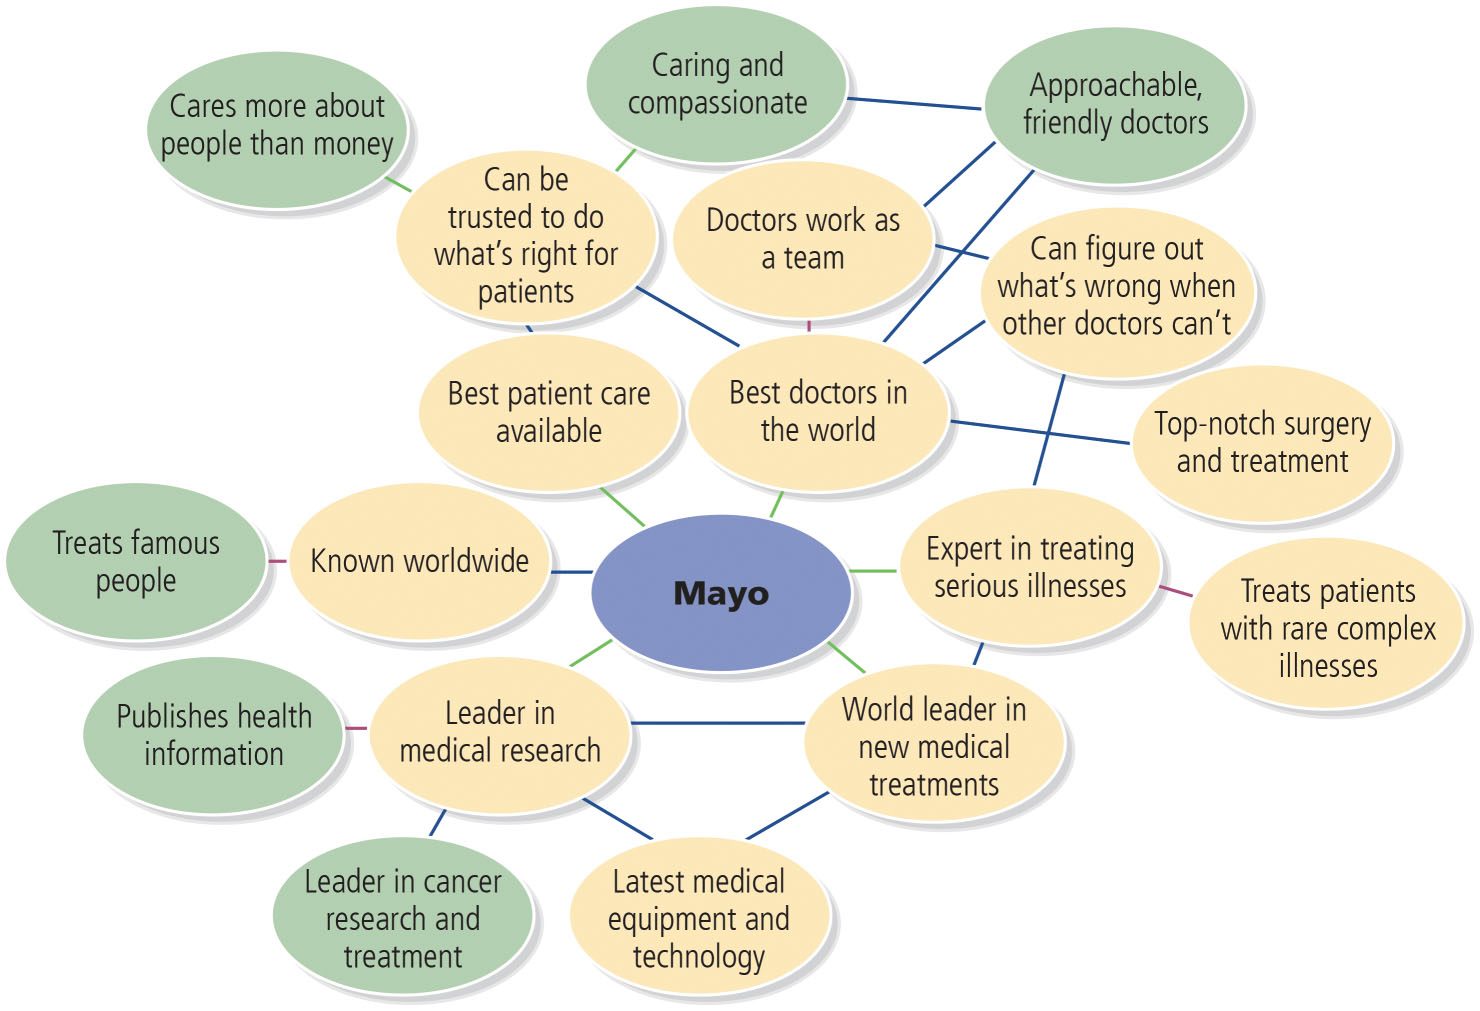 Caring and
compassionate
Approachable,
friendly doctors
Cares more about
people than money
Can be
trusted to do
what's right for
patients
Doctors work as
a team
Can figure out
what's wrong when
other doctors can't
Best patient care
available
Best doctors in
the world
Top-notch surgery
and treatment
Treats famous
people
Known worldwide
Mayo
Expert in treating
serious illnesses
Treats patients
with rare complex
illnesses
Publishes health
information
Leader in
medical research
World leader in
new medical
treatments
Leader in cancer
research and
treatment
Latest medical
equipment and
technology